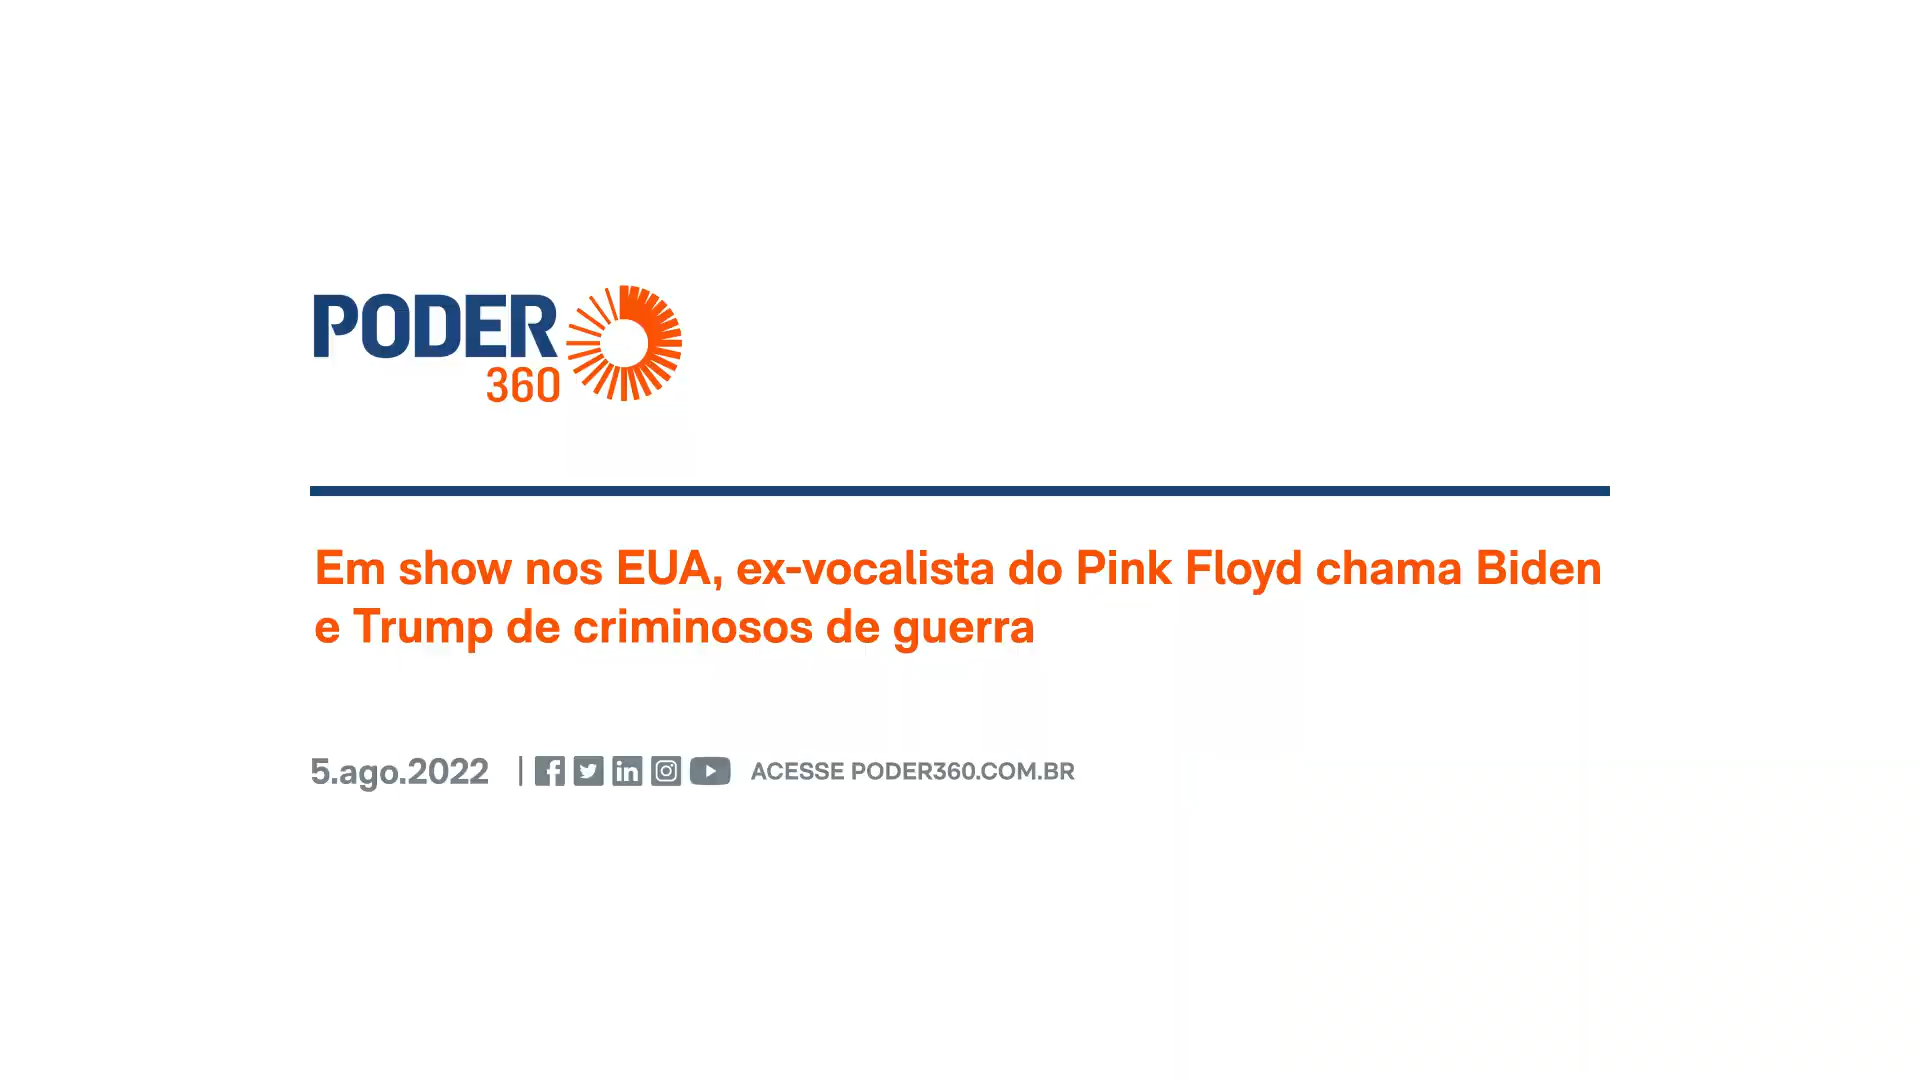 PODER
360
Em show nos EUA, ex-vocalista do Pink Floyd chama Biden
e Trump de criminosos de guerra
5.ago.2022 | ACESSE PODER360.COM.BR